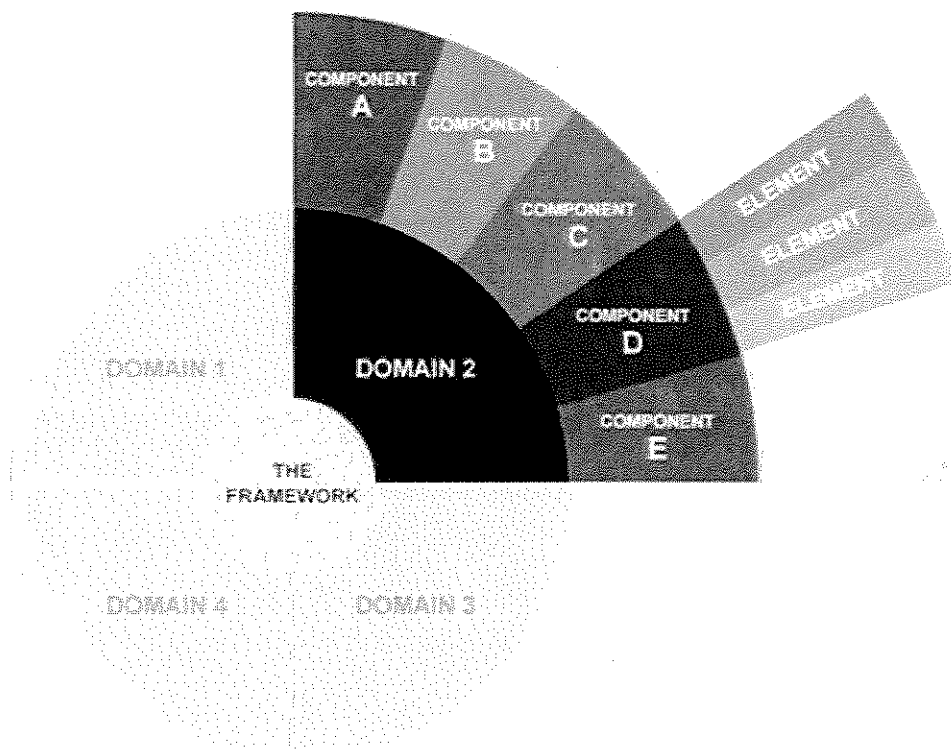 COMPONENT
A
COMPONENT
B
COMPONENT
C
COMPONENT
D
COMPONENT
E
ELEMENT
ELEMENT
ELEMENT
DOMAIN 1
DOMAIN 2
THE
FRAMEWORK
DOMAIN 4
DOMAIN 3